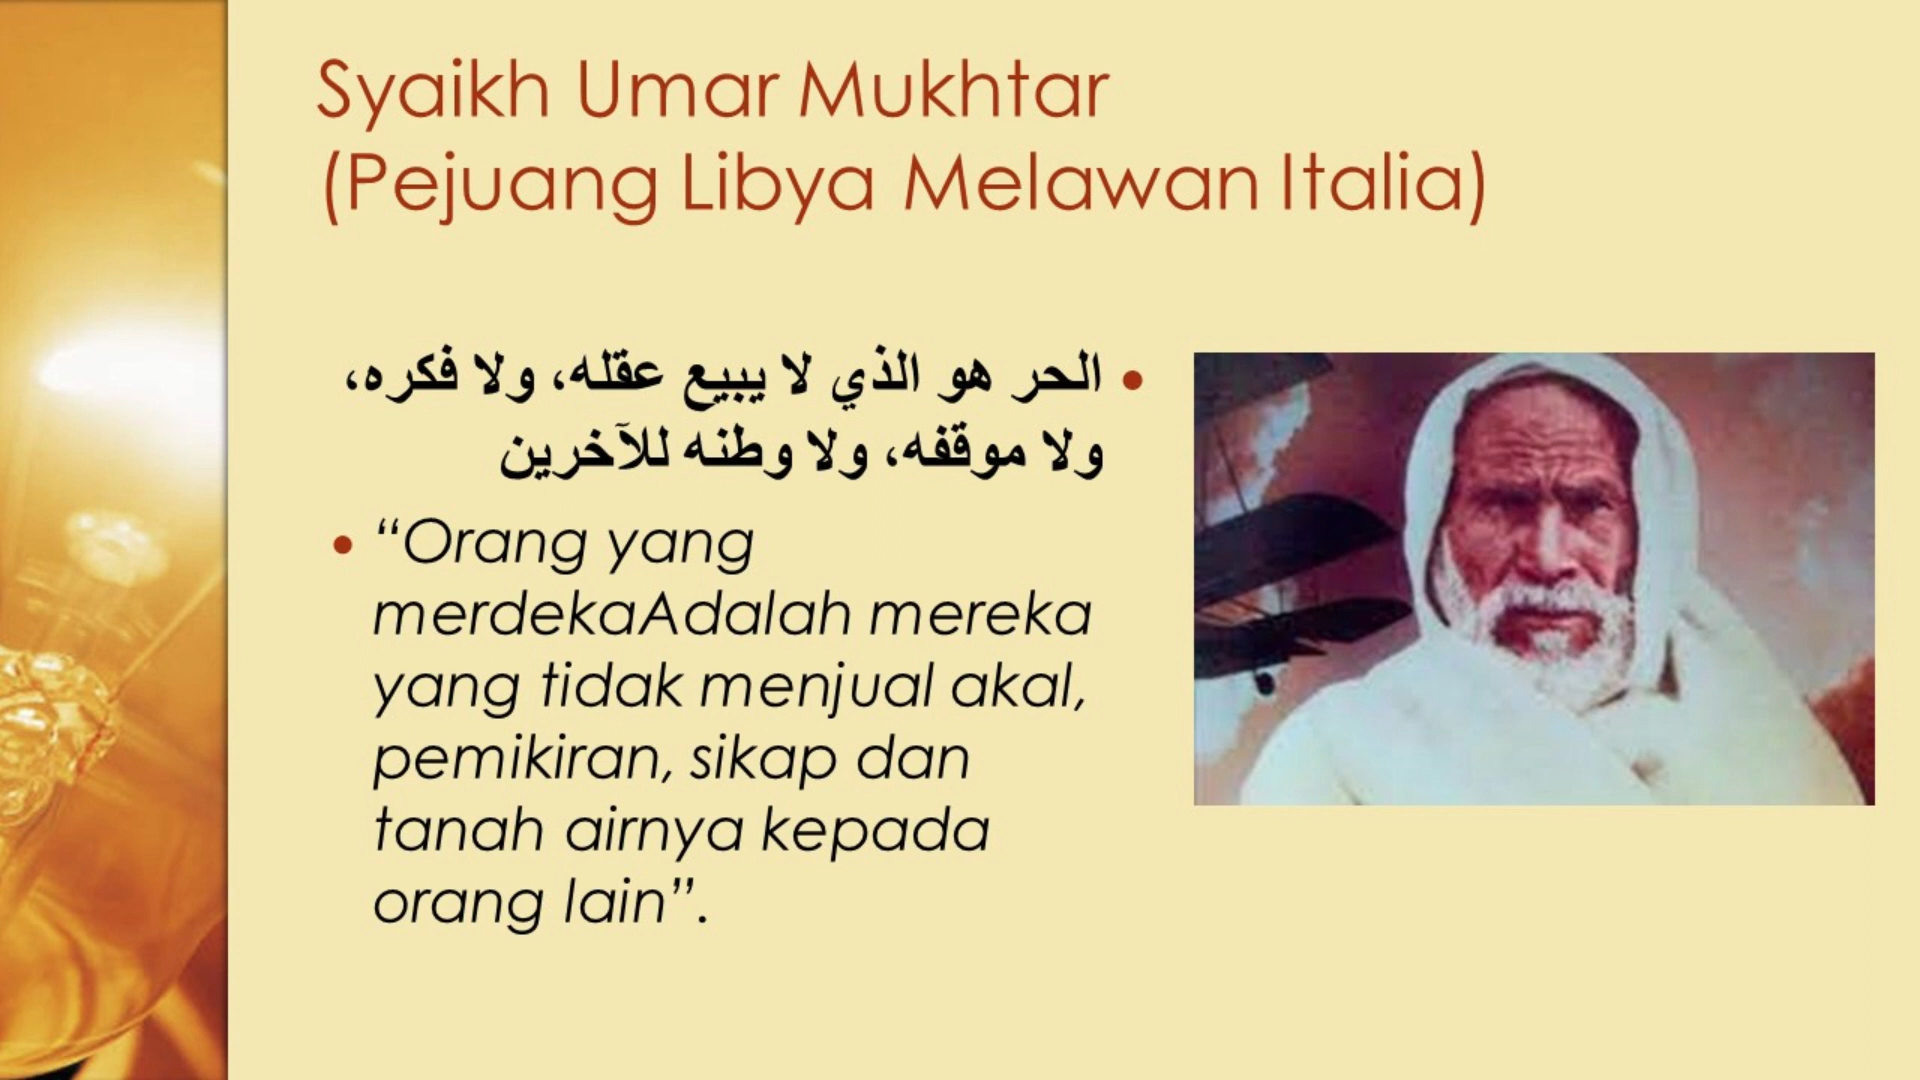 Syaikh Umar Mukhtar
(Pejuang Libya Melawan Italia)
• الحر هو الذي لا يبيع عقله، ولا فكره،
ولا موقفه، ولا وطنه للآخرين
• “Orang yang
merdekaAdalah mereka
yang tidak menjual akal,
pemikiran, sikap dan
tanah airnya kepada
orang lain”.